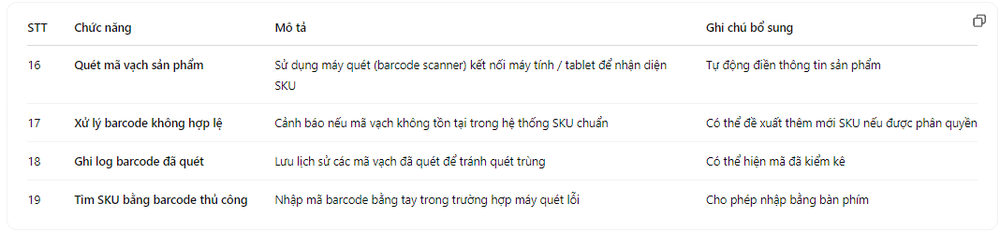 STT Chức năng Mô tả Ghi chú bổ sung
16 Quét mã vạch sản phẩm Sử dụng máy quét (barcode scanner) kết nối máy tính / tablet để nhận diện Tự động điền thông tin sản phẩm
SKU
17 Xử lý barcode không hợp lệ Cảnh báo nếu mã vạch không tồn tại trong hệ thống SKU chuẩn Có thể đề xuất thêm mới SKU nếu được phân quyền
18 Ghi log barcode đã quét Lưu lịch sử các mã vạch đã quét để tránh quét trùng Có thể hiện mã đã kiểm kê
19 Tìm SKU bằng barcode thủ công Nhập mã barcode bằng tay trong trường hợp máy quét lỗi Cho phép nhập bằng bàn phím